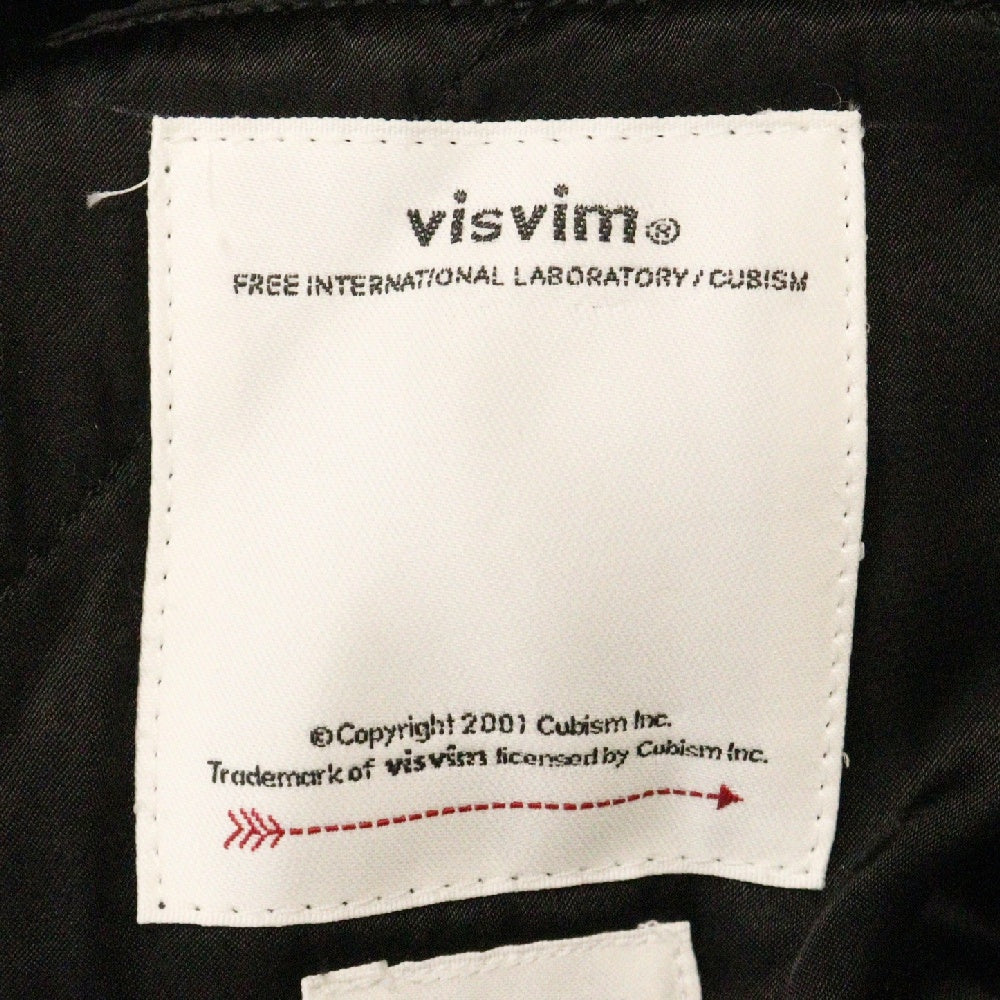 visvim®
FREE INTERNATIONAL LABORATORY / CUBISM
© Copyright 2001 Cubism Inc.
Trademark of visvim licensed by Cubism Inc.